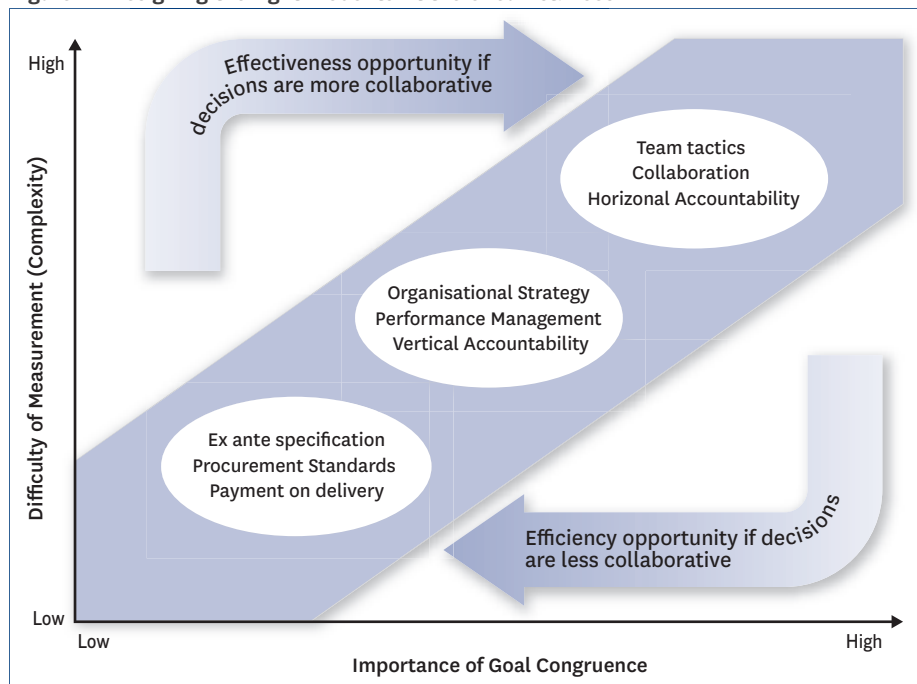 High
Effectiveness opportunity if
decisions are more collaborative
Team tactics
Collaboration
Horizonal Accountability
Difficulty of Measurement (Complexity)
Organisational Strategy
Performance Management
Vertical Accountability
Ex ante specification
Procurement Standards
Payment on delivery
Efficiency opportunity if decisions
are less collaborative
Low
Low
High
Importance of Goal Congruence